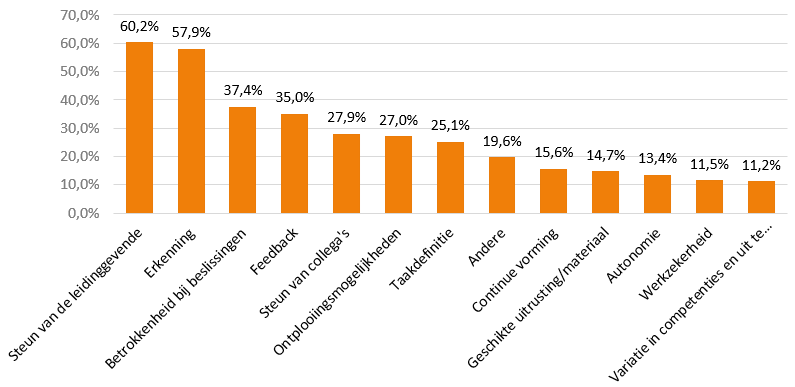 70,0%
60,0%
50,0%
40,0%
30,0%
20,0%
10,0%
0,0%
60,2%
57,9%
37,4%
35,0%
27,9%
27,0%
25,1%
19,6%
15,6%
14,7%
13,4%
11,5%
11,2%
Steun van de leidinggevende
Erkenning
Betrokkenheid bij beslissingen
Feedback
Steun van collega's
Ontplooiingsmogelijkheden
Taakdefinitie
Andere
Continue vorming
Geschikte uitrusting/materiaal
Autonomie
Werkzekerheid
Variatie in competenties en uit te...